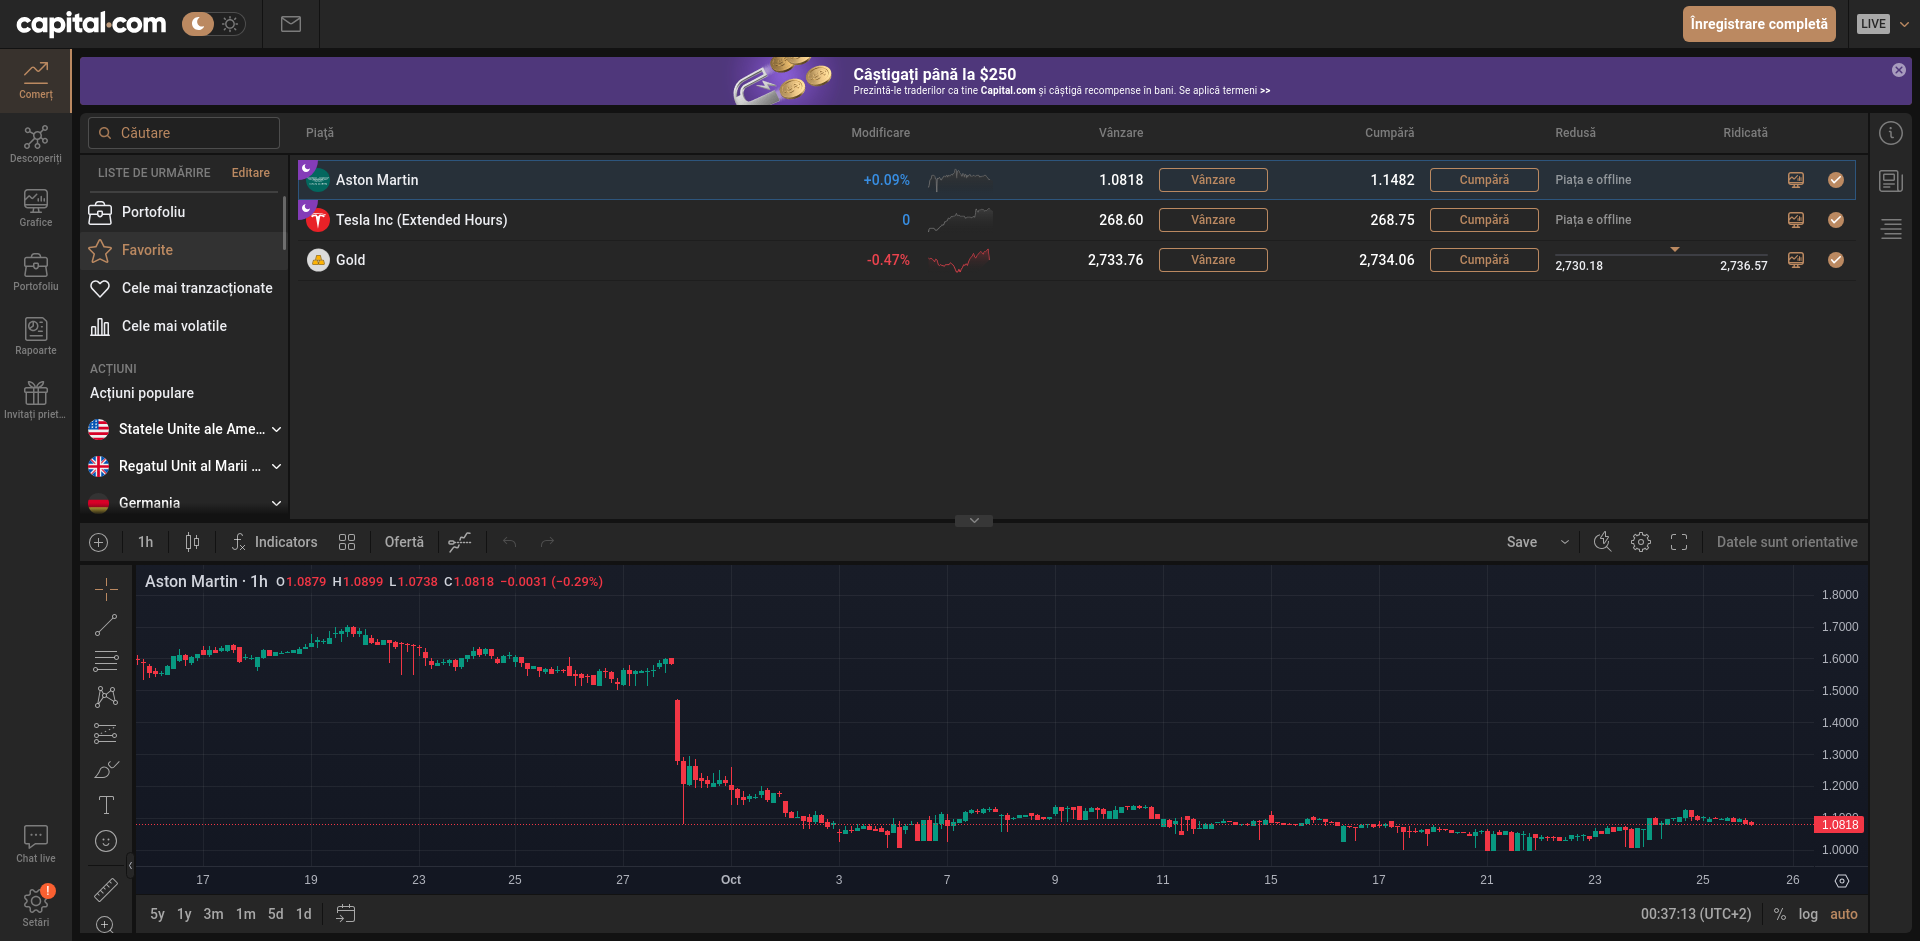 capital.com
Înregistrare completă
LIVE
Câștigați până la $250
Prezintă-le traderilor ca tine Capital.com și câștigă recompense în bani. Se aplică termeni >>
Comerț
Descoperiți
Grafice
Portofoliu
Rapoarte
Invitați priet...
Chat live
!
Setări
Căutare
LISTE DE URMĂRIRE Editare
Portofoliu
Favorite
Cele mai tranzacționate
Cele mai volatile
ACȚIUNI
Acțiuni populare
Statele Unite ale Ame...
Regatul Unit al Marii ...
Germania
Piață Modificare Vânzare Cumpără Redusă Ridicată
Aston Martin +0.09% 1.0818 Vânzare 1.1482 Cumpără Piața e offline
Tesla Inc (Extended Hours) 0 268.60 Vânzare 268.75 Cumpără Piața e offline
Gold -0.47% 2,733.76 Vânzare 2,734.06 Cumpără 2,730.18 2,736.57
1h Indicators Ofertă Save Datele sunt orientative
Aston Martin · 1h O1.0879 H1.0899 L1.0738 C1.0818 −0.0031 (−0.29%)
1.8000
1.7000
1.6000
1.5000
1.4000
1.3000
1.2000
1.0818
1.0000
17 19 23 25 27 Oct 3 7 9 11 15 17 21 23 25 26
5y 1y 3m 1m 5d 1d 00:37:13 (UTC+2) % log auto